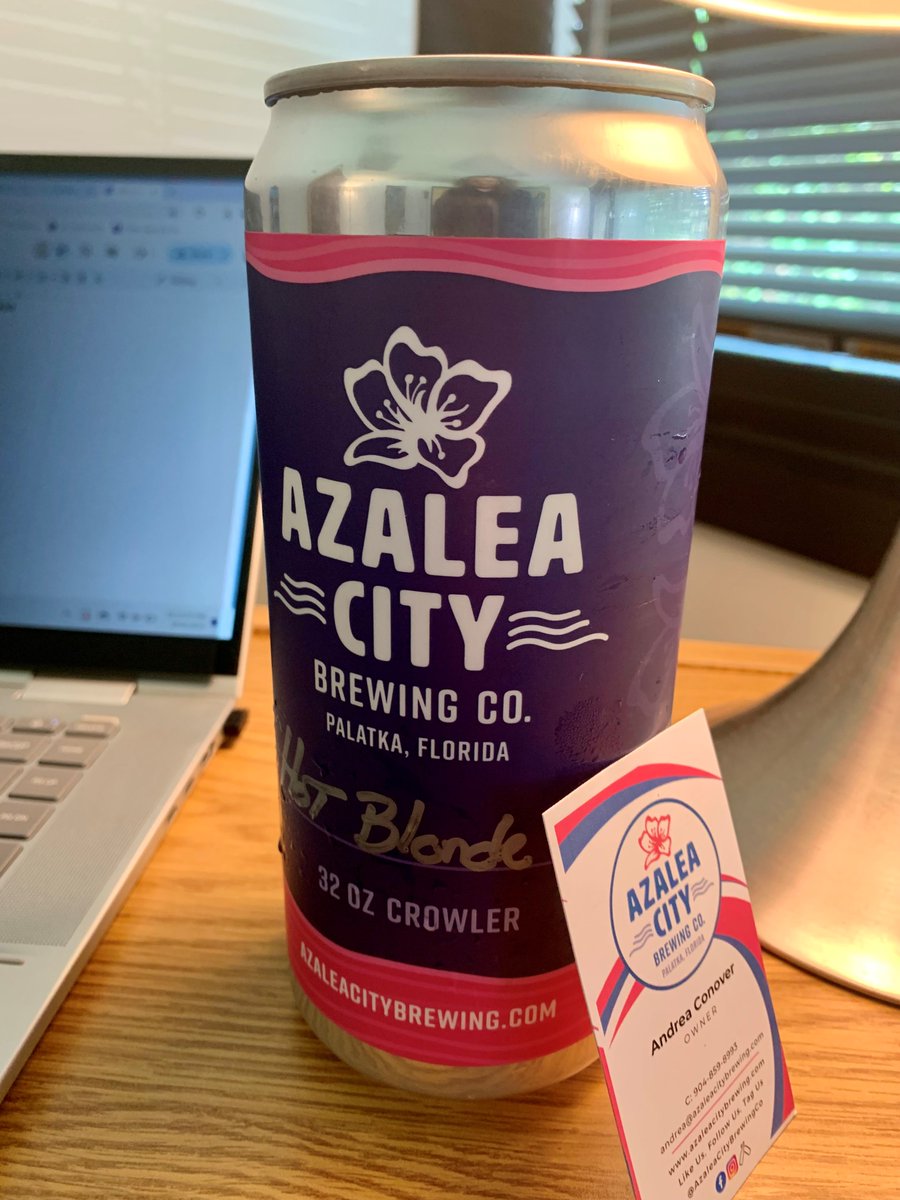 AZALEA
CITY
BREWING CO.
PALATKA, FLORIDA
Hot Blonde
32 OZ CROWLER
AZALEACITYBREWING.COM
AZALEA
CITY
BREWING CO.
PALATKA, FLORIDA
Andrea Conover
OWNER
C: 904-859-8993
andrea@azaleacitybrewing.com
www.azaleacitybrewing.com
Like Us. Follow Us. Tag Us
@AzaleaCityBrewingCo